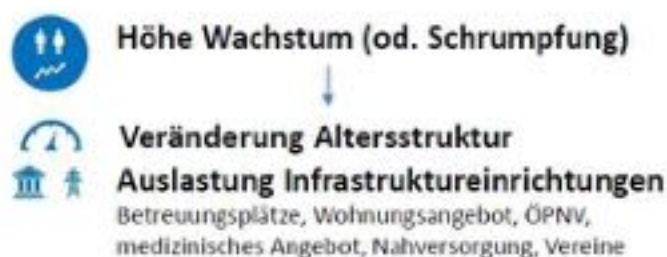 Höhe Wachstum (od. Schrumpfung)
Veränderung Altersstruktur
Auslastung Infrastruktureinrichtungen
Betreuungsplätze, Wohnungsangebot, ÖPNV,
medizinisches Angebot, Nahversorgung, Vereine